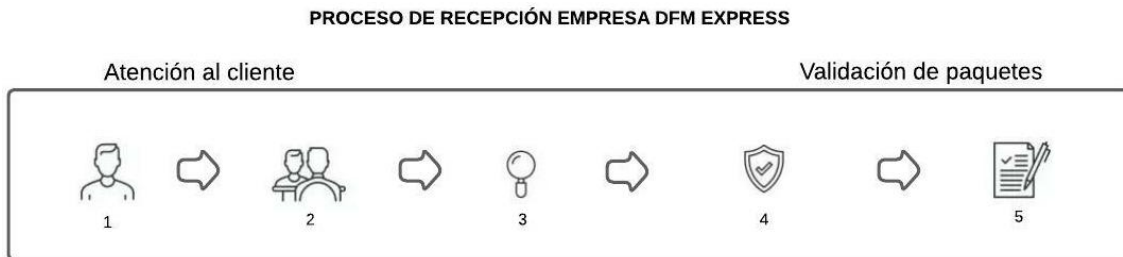 PROCESO DE RECEPCIÓN EMPRESA DFM EXPRESS
Atención al cliente
Validación de paquetes
1
2
3
4
5